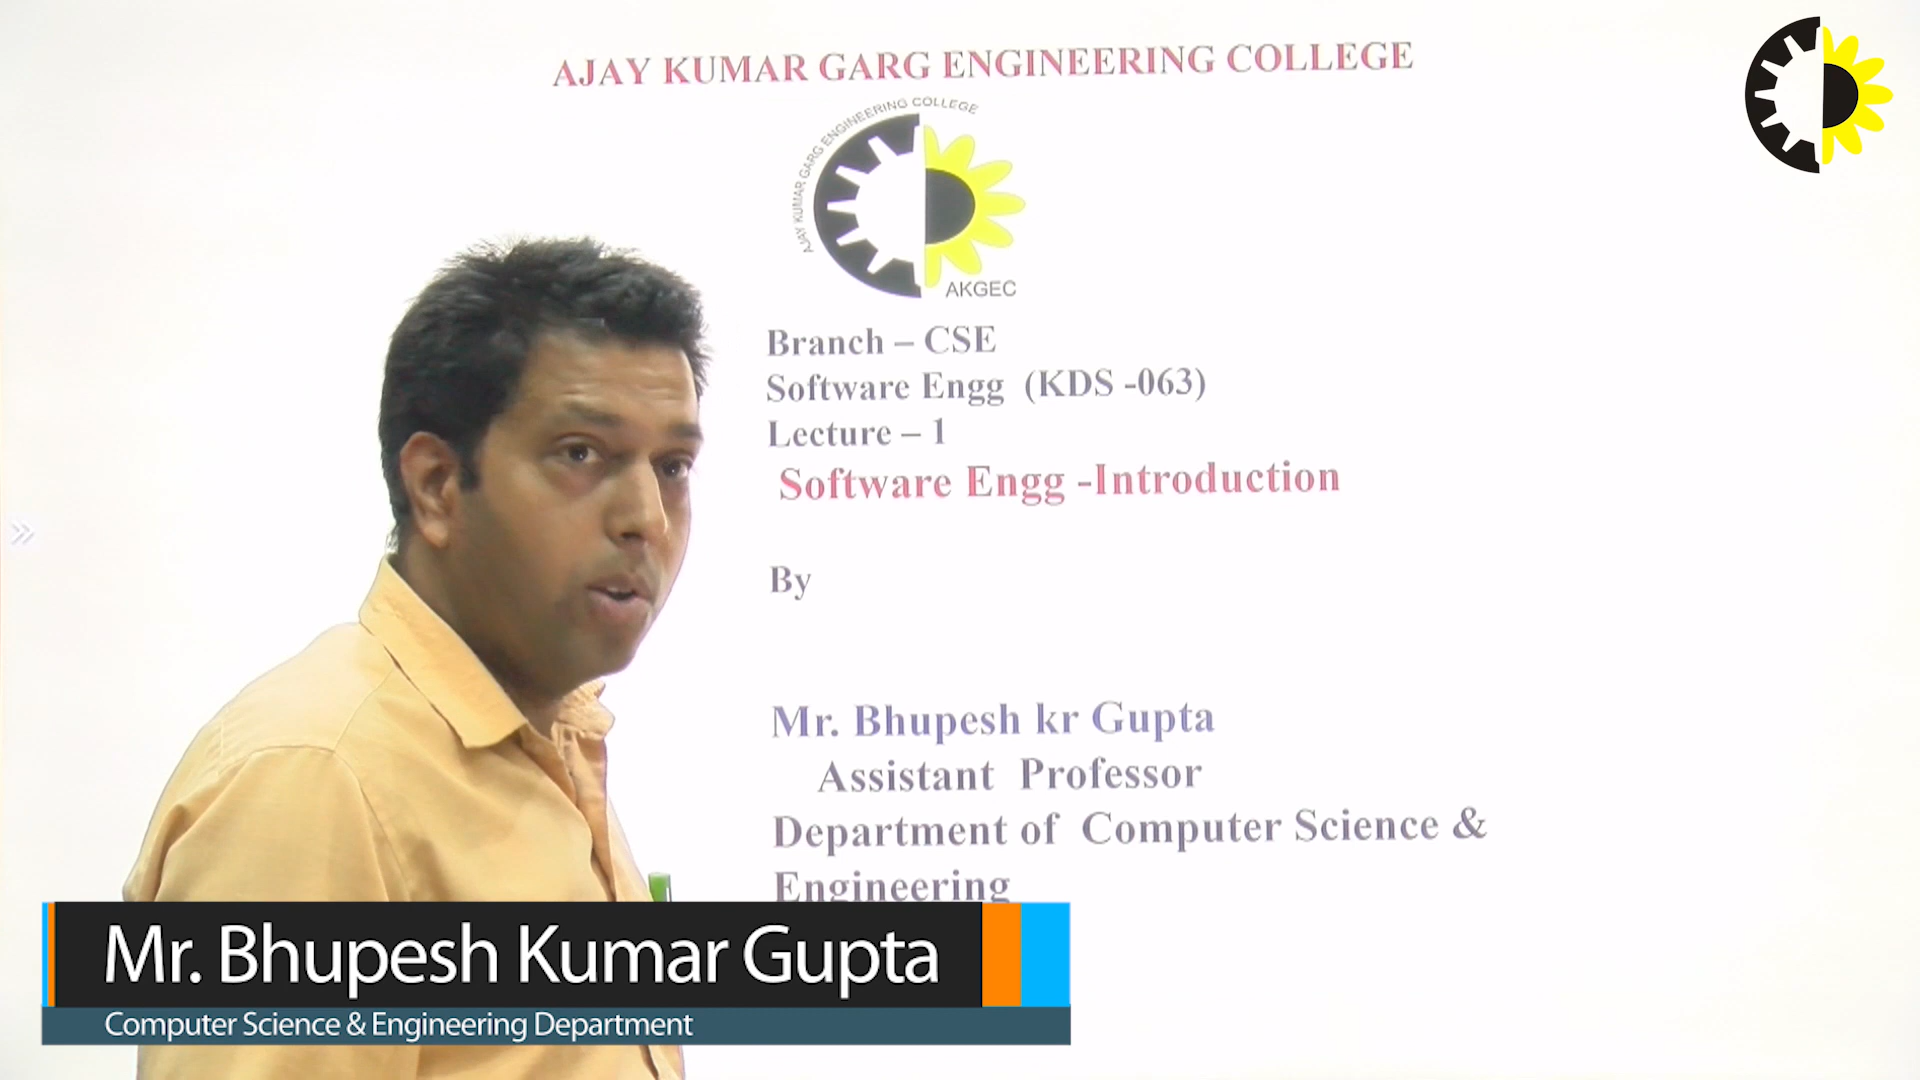 AJAY KUMAR GARG ENGINEERING COLLEGE
AJAY KUMAR GARG ENGINEERING COLLEGE
AKGEC
Branch – CSE
Software Engg (KDS -063)
Lecture – 1
Software Engg -Introduction
By
Mr. Bhupesh kr Gupta
Assistant Professor
Department of Computer Science &
Engineering
Mr. Bhupesh Kumar Gupta
Computer Science & Engineering Department